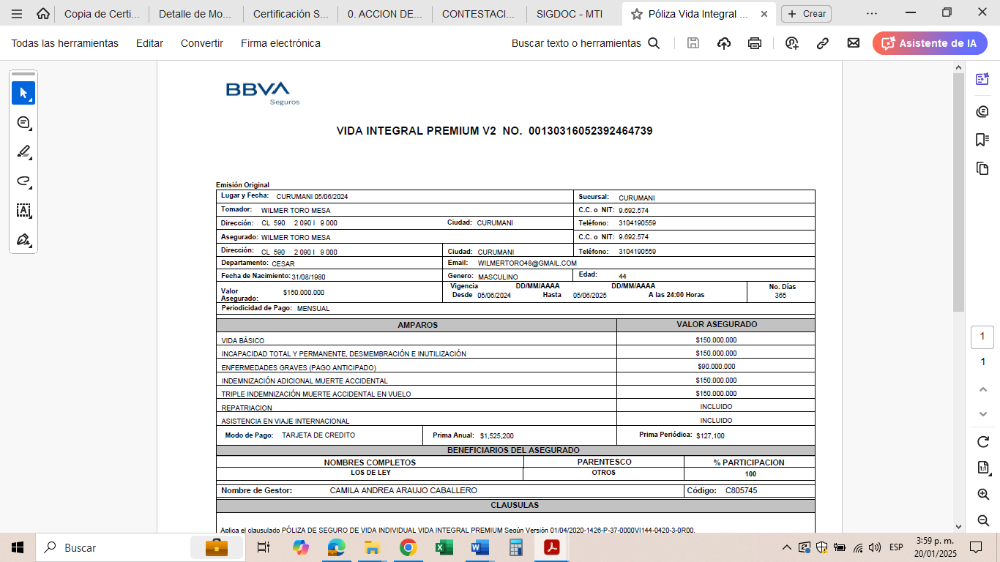 Copia de Certi...
Detalle de Mo...
Certificación S...
0. ACCION DE...
CONTESTACI...
SIGDOC - MTI
Póliza Vida Integral ...
Crear
Todas las herramientas
Editar
Convertir
Firma electrónica
Buscar texto o herramientas
Asistente de IA
BBVA
Seguros
VIDA INTEGRAL PREMIUM V2 NO. 00130316052392464739
Emisión Original
Lugar y Fecha: CURUMANI 05/06/2024 Sucursal: CURUMANI
Tomador: WILMER TORO MESA C.C. o NIT: 9.692.574
Dirección: CL 590 2 090 I 9 000 Ciudad: CURUMANI Teléfono: 3104190559
Asegurado: WILMER TORO MESA C.C. o NIT: 9.692.574
Dirección: CL 590 2 090 I 9 000 Ciudad: CURUMANI Teléfono: 3104190559
Departamento: CESAR Email: WILMERTORO48@GMAIL.COM
Fecha de Nacimiento: 31/08/1980 Genero: MASCULINO Edad: 44
Valor Asegurado: $150.000.000
Vigencia DD/MM/AAAA DD/MM/AAAA No. Días
Desde 05/06/2024 Hasta 05/06/2025 A las 24:00 Horas 365
Periodicidad de Pago: MENSUAL
AMPAROS VALOR ASEGURADO
VIDA BÁSICO $150.000.000
INCAPACIDAD TOTAL Y PERMANENTE, DESMEMBRACIÓN E INUTILIZACIÓN $150.000.000
ENFERMEDADES GRAVES (PAGO ANTICIPADO) $90.000.000
INDEMNIZACIÓN ADICIONAL MUERTE ACCIDENTAL $150.000.000
TRIPLE INDEMNIZACIÓN MUERTE ACCIDENTAL EN VUELO $150.000.000
REPATRIACION INCLUIDO
ASISTENCIA EN VIAJE INTERNACIONAL INCLUIDO
Modo de Pago: TARJETA DE CREDITO Prima Anual: $1,525,200 Prima Periódica: $127,100
BENEFICIARIOS DEL ASEGURADO
NOMBRES COMPLETOS PARENTESCO % PARTICIPACION
LOS DE LEY OTROS 100
Nombre de Gestor: CAMILA ANDREA ARAUJO CABALLERO Código: C805745
CLAUSULAS
Aplica el clausulado PÓLIZA DE SEGURO DE VIDA INDIVIDUAL VIDA INTEGRAL PREMIUM Según Versión 01/04/2020-1426-P-37-0000VI144-0420-3-0R00.
1
1
1:1
Buscar
ESP
3:59 p. m.
20/01/2025